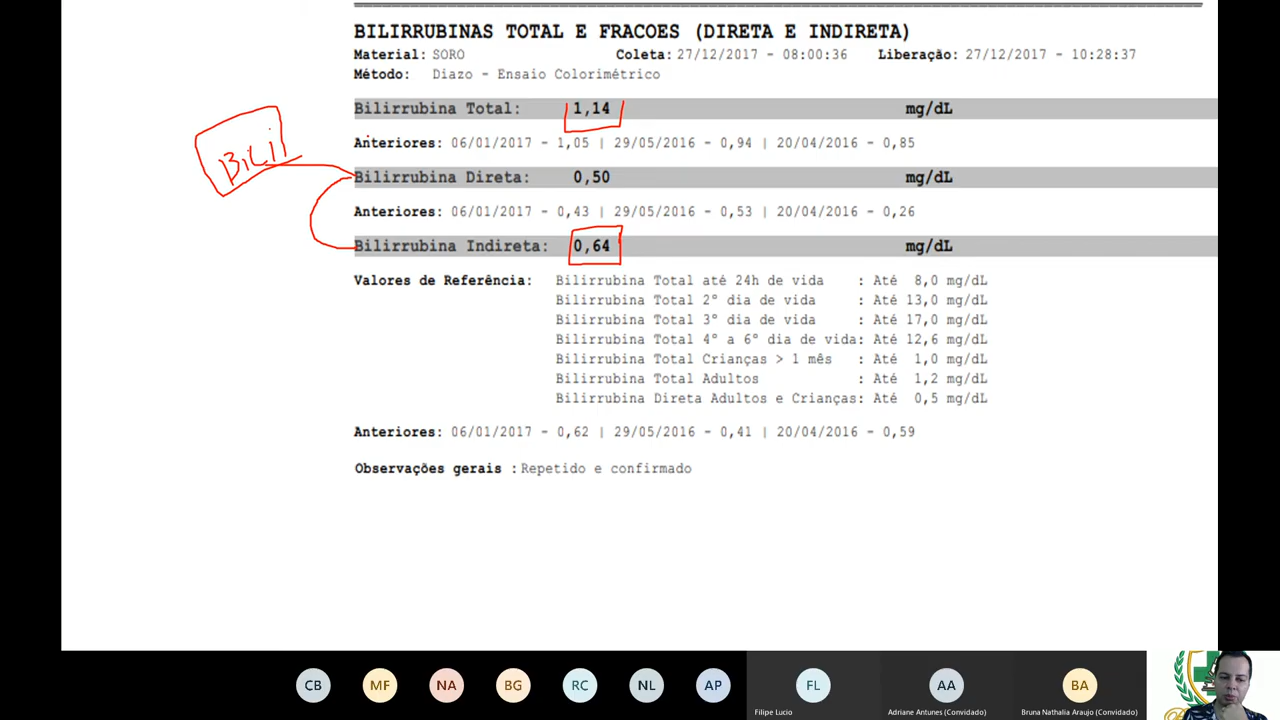 BILIRRUBINAS TOTAL E FRACOES (DIRETA E INDIRETA)
Material: SORO Coleta: 27/12/2017 - 08:00:36 Liberação: 27/12/2017 - 10:28:37
Método: Diazo - Ensaio Colorimétrico
Bilirrubina Total: 1,14 mg/dL
Anteriores: 06/01/2017 - 1,05 | 29/05/2016 - 0,94 | 20/04/2016 - 0,85
Bili
Bilirrubina Direta: 0,50 mg/dL
Anteriores: 06/01/2017 - 0,43 | 29/05/2016 - 0,53 | 20/04/2016 - 0,26
Bilirrubina Indireta: 0,64 mg/dL
Valores de Referência: Bilirrubina Total até 24h de vida : Até 8,0 mg/dL
Bilirrubina Total 2º dia de vida : Até 13,0 mg/dL
Bilirrubina Total 3º dia de vida : Até 17,0 mg/dL
Bilirrubina Total 4º a 6º dia de vida: Até 12,6 mg/dL
Bilirrubina Total Crianças > 1 mês : Até 1,0 mg/dL
Bilirrubina Total Adultos : Até 1,2 mg/dL
Bilirrubina Direta Adultos e Crianças: Até 0,5 mg/dL
Anteriores: 06/01/2017 - 0,62 | 29/05/2016 - 0,41 | 20/04/2016 - 0,59
Observações gerais : Repetido e confirmado
CB MF NA BG RC NL AP FL AA BA
Filipe Lucio Adriane Antunes (Convidado) Bruna Nathalia Araujo (Convidado)